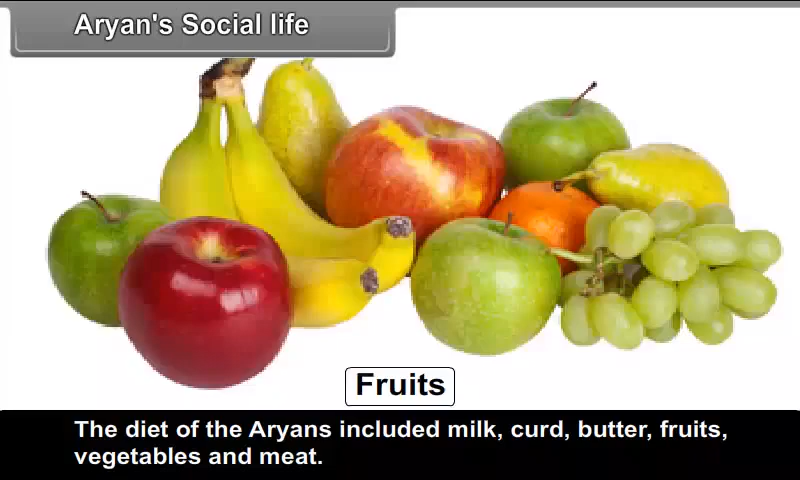 Aryan's Social life
Fruits
The diet of the Aryans included milk, curd, butter, fruits,
vegetables and meat.